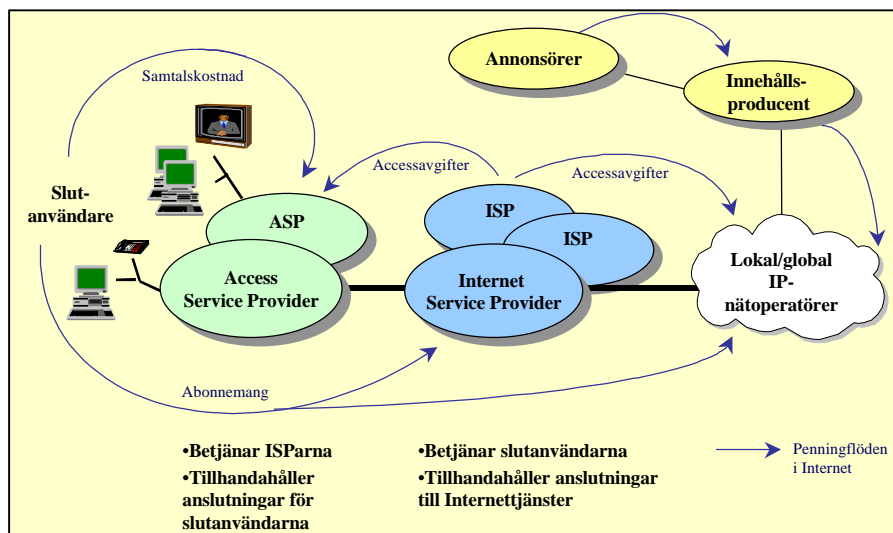 Annonsörer
Innehålls-
producent
Samtalskostnad
Accessavgifter
Accessavgifter
Slut-
användare
ASP
ISP
ISP
Access
Service Provider
Internet
Service Provider
Lokal/global
IP-
nätoperatörer
Abonnemang
•Betjänar ISParna
•Tillhandahåller
anslutningar för
slutanvändarna
•Betjänar slutanvändarna
•Tillhandahåller anslutningar
till Internettjänster
Penningflöden
i Internet